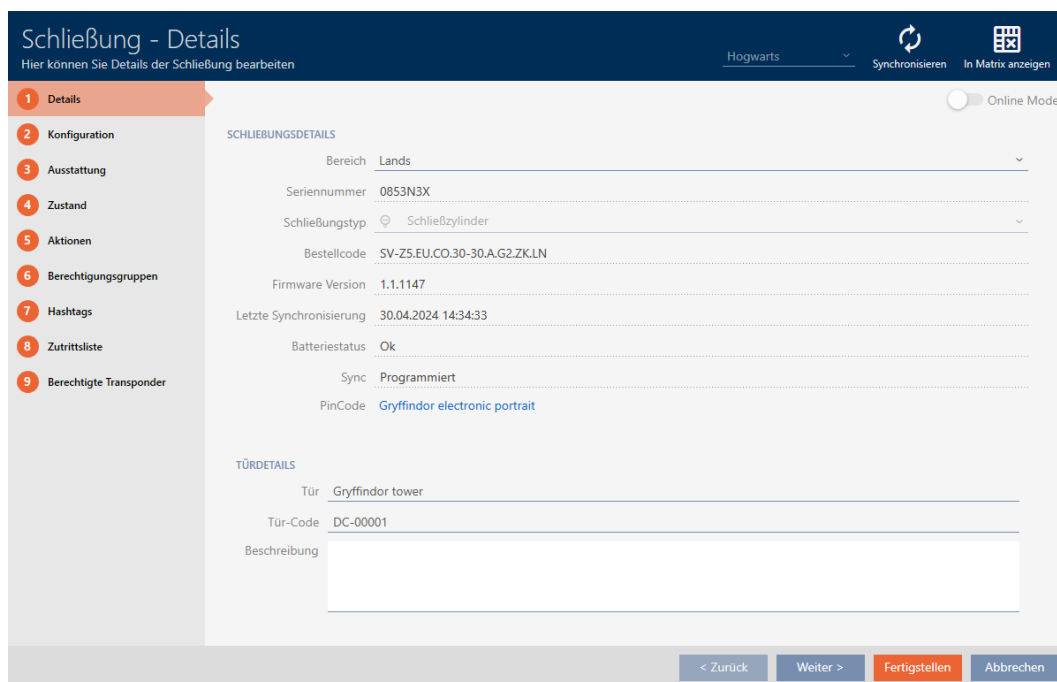 Schließung - Details
Hier können Sie Details der Schließung bearbeiten
Hogwarts
Synchronisieren
In Matrix anzeigen
1 Details
2 Konfiguration
3 Ausstattung
4 Zustand
5 Aktionen
6 Berechtigungsgruppen
7 Hashtags
8 Zutrittsliste
9 Berechtigte Transponder
Online Mode
SCHLIEßUNGSDETAILS
Bereich Lands
Seriennummer 0853N3X
Schließungstyp Schließzylinder
Bestellcode SV-Z5.EU.CO.30-30.A.G2.ZK.LN
Firmware Version 1.1.1147
Letzte Synchronisierung 30.04.2024 14:34:33
Batteriestatus Ok
Sync Programmiert
PinCode Gryffindor electronic portrait
TÜRDETAILS
Tür Gryffindor tower
Tür-Code DC-00001
Beschreibung
< Zurück
Weiter >
Fertigstellen
Abbrechen